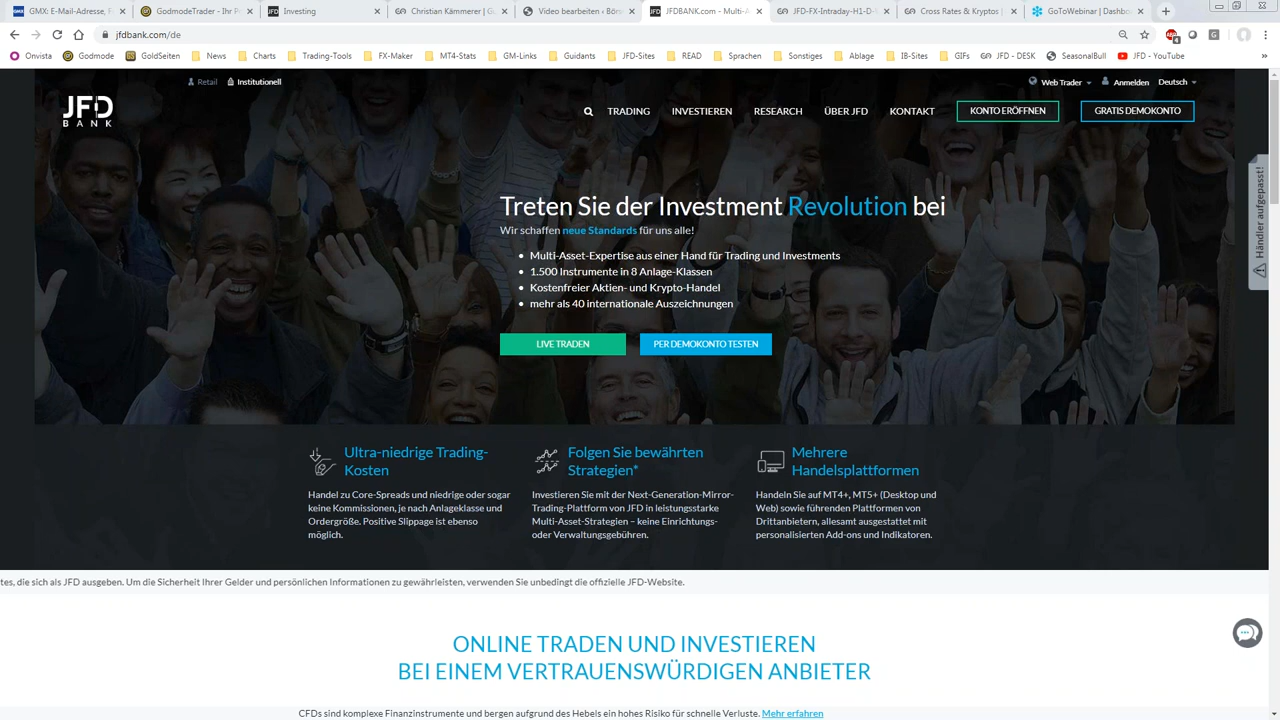 GMX: E-Mail-Adresse, F
GodmodeTrader - Ihr P
Investing
Christian Kämmerer | G
Video bearbeiten ‹ Bör
JFDBANK.com - Multi-A
JFD-FX-Intraday-H1-D-
Cross Rates & Kryptos |
GoToWebinar | Dashbo
jfdbank.com/de
Onvista
Godmode
GoldSeiten
News
Charts
Trading-Tools
FX-Maker
MT4-Stats
GM-Links
Guidants
JFD-Sites
READ
Sprachen
Sonstiges
Ablage
IB-Sites
GIFs
JFD - DESK
SeasonalBull
JFD - YouTube
Retail
Institutionell
Web Trader
Anmelden
Deutsch
JFD
BANK
TRADING
INVESTIEREN
RESEARCH
ÜBER JFD
KONTAKT
KONTO ERÖFFNEN
GRATIS DEMOKONTO
Händler aufgepasst!
Treten Sie der Investment Revolution bei
Wir schaffen neue Standards für uns alle!
• Multi-Asset-Expertise aus einer Hand für Trading und Investments
• 1.500 Instrumente in 8 Anlage-Klassen
• Kostenfreier Aktien- und Krypto-Handel
• mehr als 40 internationale Auszeichnungen
LIVE TRADEN
PER DEMOKONTO TESTEN
Ultra-niedrige Trading-
Kosten
Handel zu Core-Spreads und niedrige oder sogar
keine Kommissionen, je nach Anlageklasse und
Ordergröße. Positive Slippage ist ebenso
möglich.
Folgen Sie bewährten
Strategien*
Investieren Sie mit der Next-Generation-Mirror-
Trading-Plattform von JFD in leistungsstarke
Multi-Asset-Strategien – keine Einrichtungs-
oder Verwaltungsgebühren.
Mehrere
Handelsplattformen
Handeln Sie auf MT4+, MT5+ (Desktop und
Web) sowie führenden Plattformen von
Drittanbietern, allesamt ausgestattet mit
personalisierten Add-ons und Indikatoren.
tes, die sich als JFD ausgeben. Um die Sicherheit Ihrer Gelder und persönlichen Informationen zu gewährleisten, verwenden Sie unbedingt die offizielle JFD-Website.
ONLINE TRADEN UND INVESTIEREN
BEI EINEM VERTRAUENSWÜRDIGEN ANBIETER
CFDs sind komplexe Finanzinstrumente und bergen aufgrund des Hebels ein hohes Risiko für schnelle Verluste. Mehr erfahren